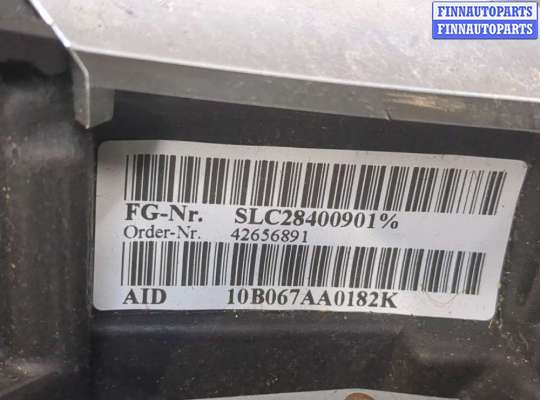 FINNAUTOPARTS
FINNAUTOPARTS
FG-Nr. SLC28400901%
Order-Nr. 42656891
AID 10B067AA0182K